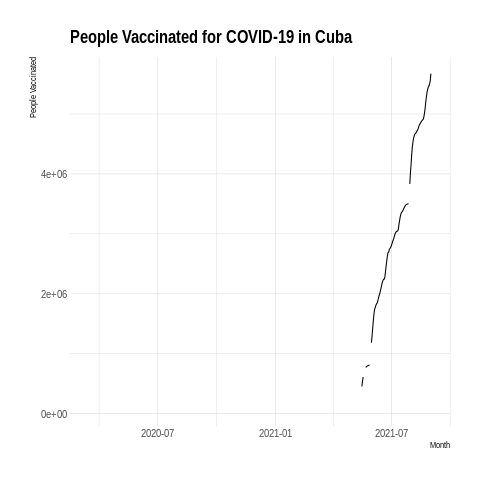 People Vaccinated for COVID-19 in Cuba
People Vaccinated
4e+06
2e+06
0e+00
2020-07 2021-01 2021-07
Month